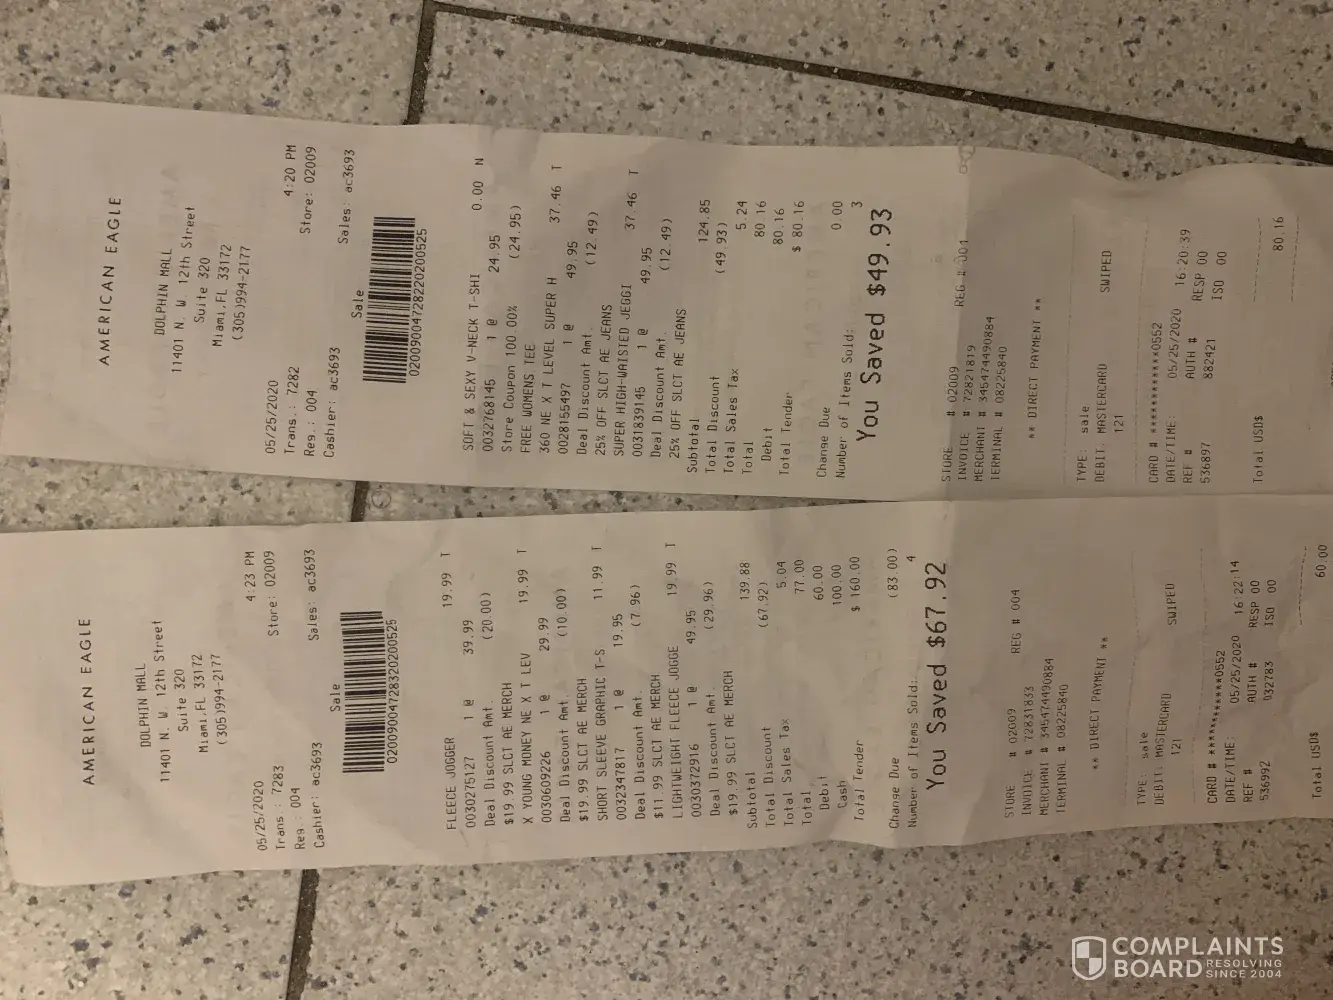 AMERICAN EAGLE
DOLPHIN MALL
11401 N. W. 12th Street
Suite 320
Miami,FL 33172
(305)994-2177
05/25/2020 4:20 PM
Trans.: 7282 Store: 02009
Reg.: 004
Cashier: ac3693 Sales: ac3693
Sale
02009004728220200525
SOFT & SEXY V-NECK T-SHI 0.00 N
0032768145 1 @ 24.95
Store Coupon 100.00% (24.95)
FREE WOMENS TEE
360 NE X T LEVEL SUPER H 37.46 T
0028155497 1 @ 49.95
Deal Discount Amt. (12.49)
25% OFF SLCT AE JEANS
SUPER HIGH-WAISTED JEGGI 37.46 T
0031839145 1 @ 49.95
Deal Discount Amt. (12.49)
25% OFF SLCT AE JEANS
Subtotal 124.85
Total Discount (49.93)
Total Sales Tax 5.24
Total 80.16
Debit 80.16
Total Tender $ 80.16
Change Due 0.00
Number of Items Sold: 3
You Saved $49.93
STORE # 02009 REG # 004
INVOICE # 72821819
MERCHANT # 345474490884
TERMINAL # 08225840
** DIRECT PAYMENT **
TYPE: sale
DEBIT: MASTERCARD SWIPED
121
CARD # ************0552
DATE/TIME: 05/25/2020 16:20:39
REF # AUTH # RESP 00
536897 882421 ISO 00
Total USD$ 80.16
AMERICAN EAGLE
DOLPHIN MALL
11401 N. W. 12th Street
Suite 320
Miami,FL 33172
(305)994-2177
05/25/2020 4:23 PM
Trans.: 7283 Store: 02009
Reg.: 004
Cashier: ac3693 Sales: ac3693
Sale
02009004728320200525
FLEECE JOGGER 19.99 T
0030275127 1 @ 39.99
Deal Discount Amt. (20.00)
$19.99 SLCT AE MERCH
X YOUNG MONEY NE X T LEV 19.99 T
0030609226 1 @ 29.99
Deal Discount Amt. (10.00)
$19.99 SLCT AE MERCH
SHORT SLEEVE GRAPHIC T-S 11.99 T
0032347817 1 @ 19.95
Deal Discount Amt. (7.96)
$11.99 SLCT AE MERCH
LIGHTWEIGHT FLEECE JOGGE 19.99 T
0030372916 1 @ 49.95
Deal Discount Amt. (29.96)
$19.99 SLCT AE MERCH
Subtotal 139.88
Total Discount (67.92)
Total Sales Tax 5.04
Total 77.00
Debit 60.00
Cash 100.00
Total Tender $ 160.00
Change Due (83.00)
Number of Items Sold: 4
You Saved $67.92
STORE # 02009 REG # 004
INVOICE # 72831833
MERCHANT # 345474490884
TERMINAL # 08225840
** DIRECT PAYMENT **
TYPE: sale
DEBIT: MASTERCARD SWIPED
121
CARD # ************0552
DATE/TIME: 05/25/2020 16:22:14
REF # AUTH # RESP 00
536992 032783 ISO 00
Total USD$ 60.00
COMPLAINTS
BOARD RESOLVING
SINCE 2004